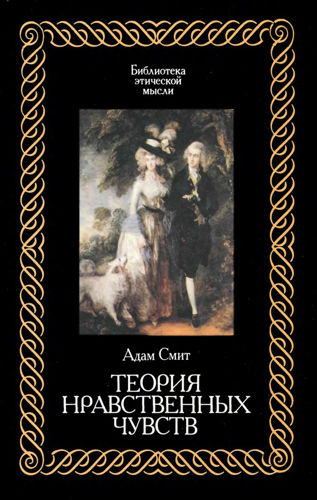 Библиотека
этической
мысли
Адам Смит
ТЕОРИЯ
НРАВСТВЕННЫХ
ЧУВСТВ